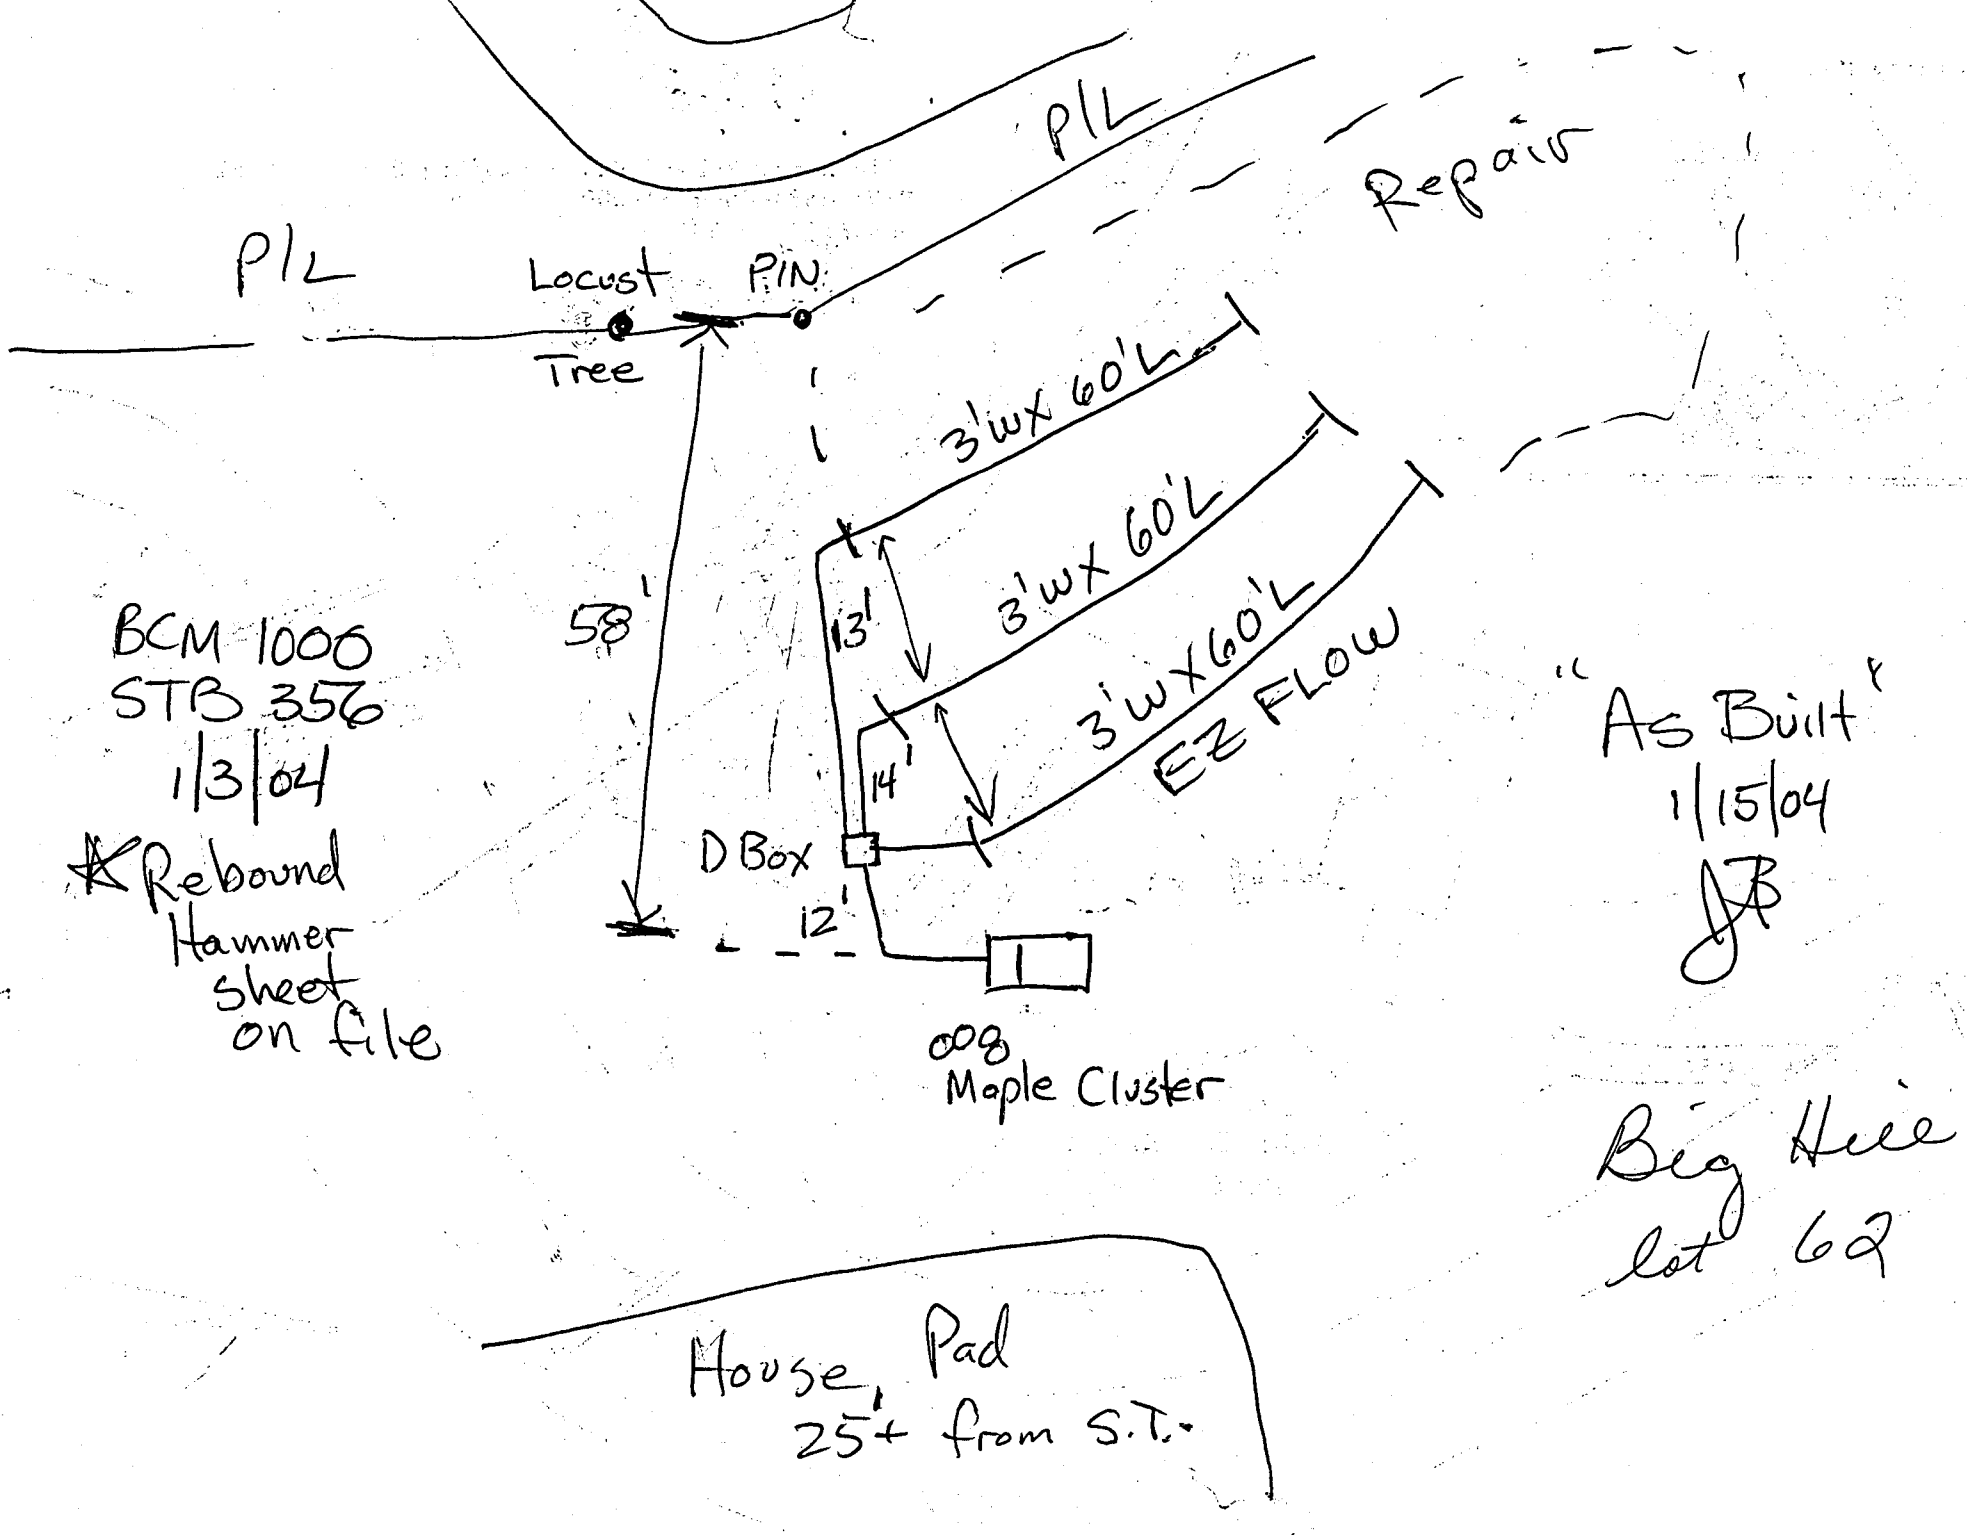 P/L
Repair
P/L
Locust
Tree
PIN
3'W X 60'L
3'W X 60'L
3'W X 60'L
EZ FLOW
13'
14'
58'
BCM 1000
STB 356
1/3/04
Rebound
Hammer
sheet
on file
D Box
12'
"As Built"
1/15/04
JB
Maple Cluster
Big Hill
lot 62
House Pad
25'+ from S.T.